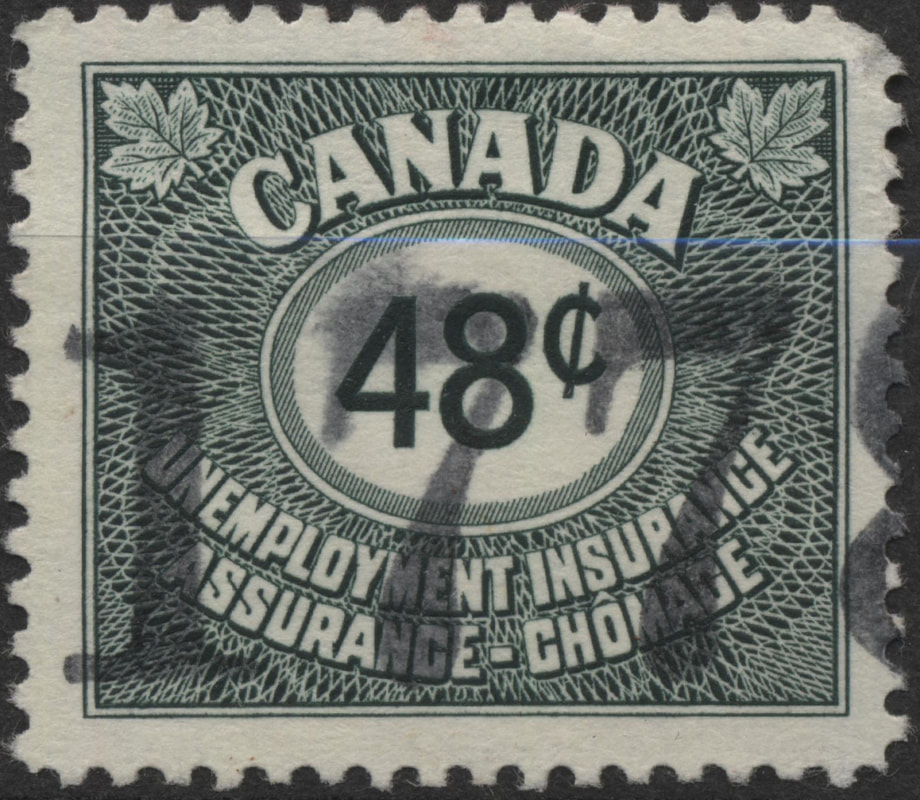 CANADA
48¢
UNEMPLOYMENT INSURANCE
ASSURANCE-CHÔMAGE